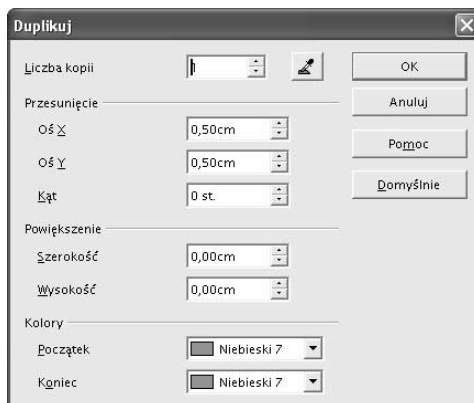 Duplikuj
Liczba kopii 1 OK
Przesunięcie Anuluj
Oś X 0,50cm
Oś Y 0,50cm Pomoc
Kąt 0 st. Domyślnie
Powiększenie
Szerokość 0,00cm
Wysokość 0,00cm
Kolory
Początek Niebieski 7
Koniec Niebieski 7